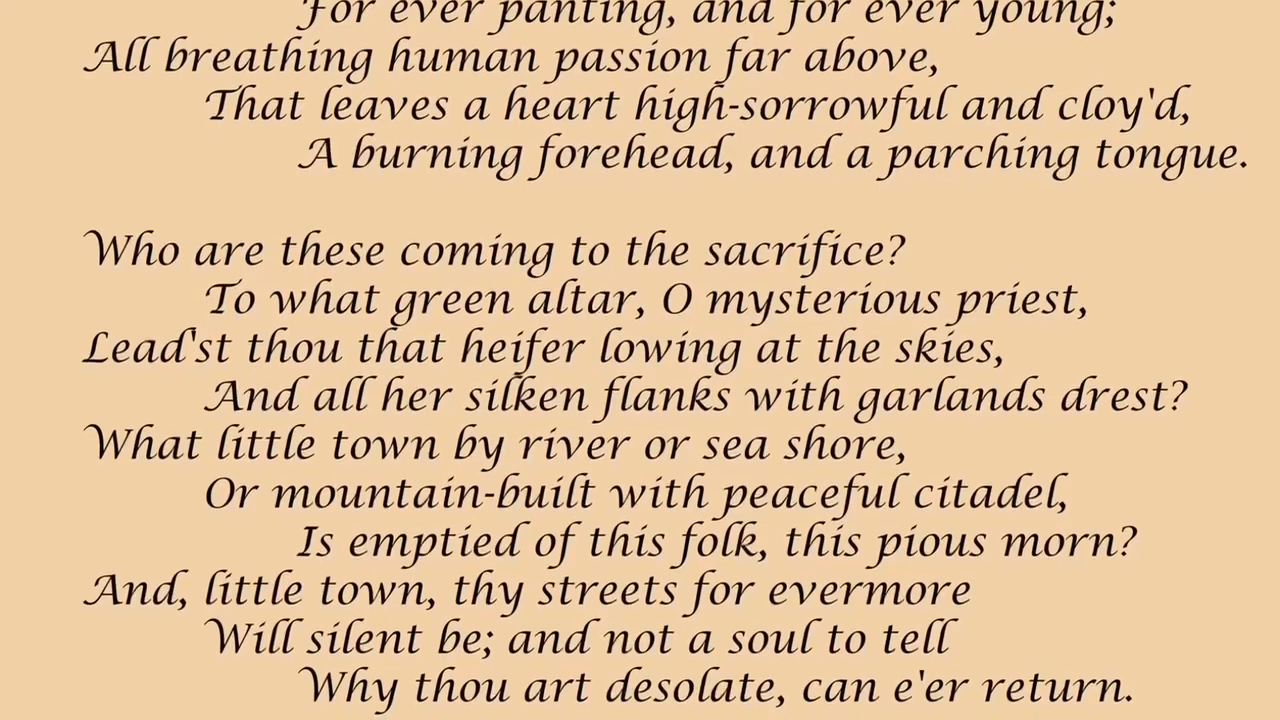 For ever panting, and for ever young;
All breathing human passion far above,
That leaves a heart high-sorrowful and cloy'd,
A burning forehead, and a parching tongue.
Who are these coming to the sacrifice?
To what green altar, O mysterious priest,
Lead'st thou that heifer lowing at the skies,
And all her silken flanks with garlands drest?
What little town by river or sea shore,
Or mountain-built with peaceful citadel,
Is emptied of this folk, this pious morn?
And, little town, thy streets for evermore
Will silent be; and not a soul to tell
Why thou art desolate, can e'er return.